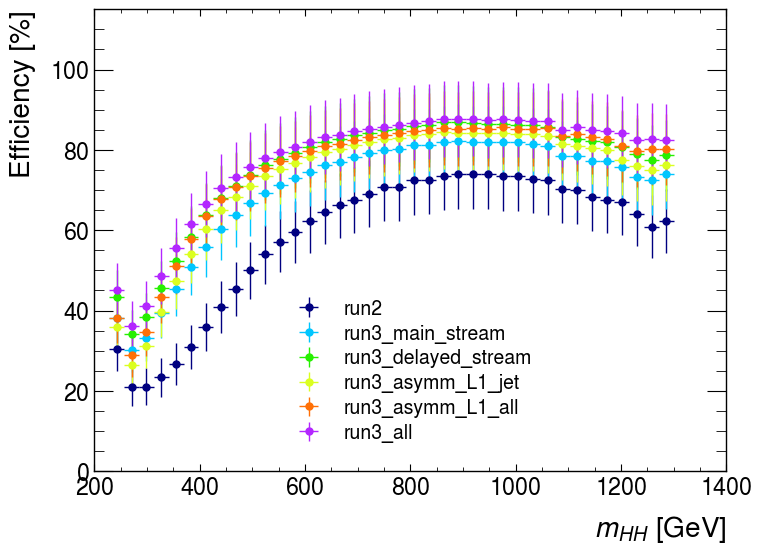 Efficiency [%]
100
80
60
40
20
0
run2
run3_main_stream
run3_delayed_stream
run3_asymm_L1_jet
run3_asymm_L1_all
run3_all
200 400 600 800 1000 1200 1400
m_HH [GeV]